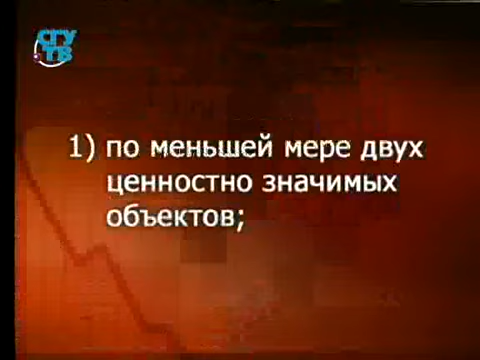 СГУ
ТВ
1) по меньшей мере двух
ценностно значимых
объектов;